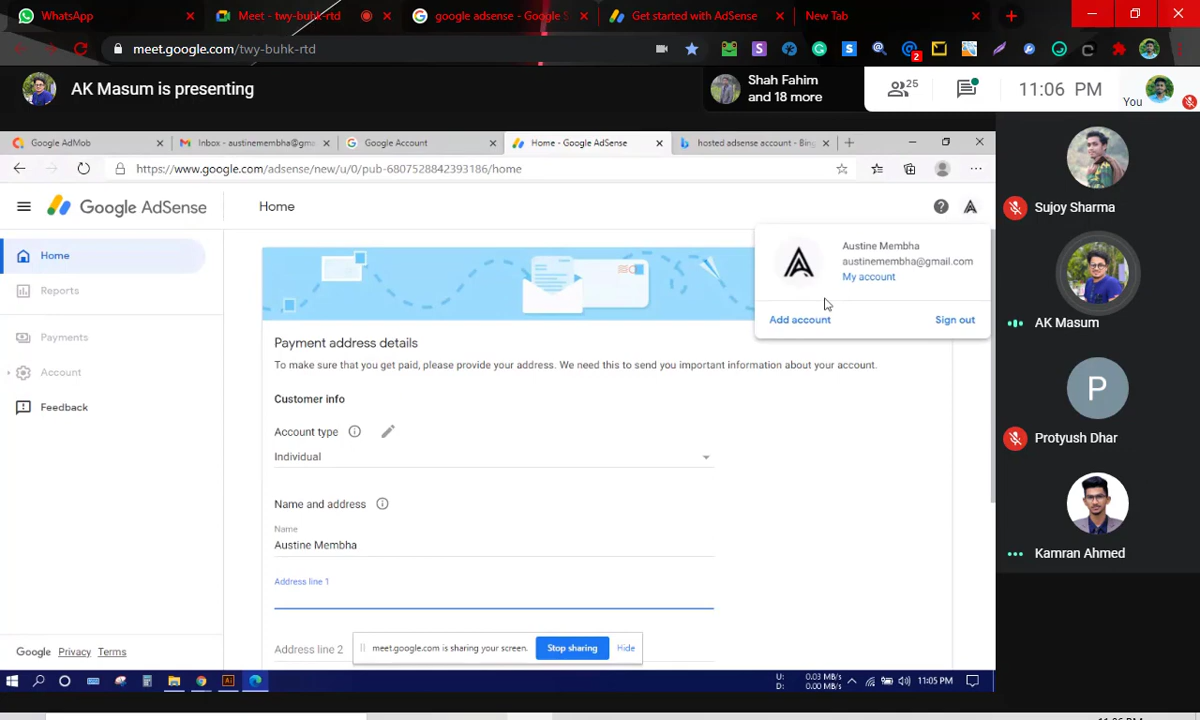 WhatsApp
Meet - twy-buhk-rtd
google adsense - Google S
Get started with AdSense
New Tab
meet.google.com/twy-buhk-rtd
2
AK Masum is presenting
Shah Fahim
and 18 more
25
11:06 PM
You
Google AdMob
Inbox - austinemembha@gm
Google Account
Home - Google AdSense
hosted adsense account - Bing
https://www.google.com/adsense/new/u/0/pub-6807528842393186/home
Google AdSense
Home
Home
Reports
Payments
Account
Feedback
Austine Membha
austinemembha@gmail.com
My account
Add account
Sign out
Payment address details
To make sure that you get paid, please provide your address. We need this to send you important information about your account.
Customer info
Account type
Individual
Name and address
Name
Austine Membha
Address line 1
Address line 2
meet.google.com is sharing your screen.
Stop sharing
Hide
Google Privacy Terms
U: 0.03 MB/s
D: 0.00 MB/s
11:05 PM
Sujoy Sharma
AK Masum
P
Protyush Dhar
Kamran Ahmed